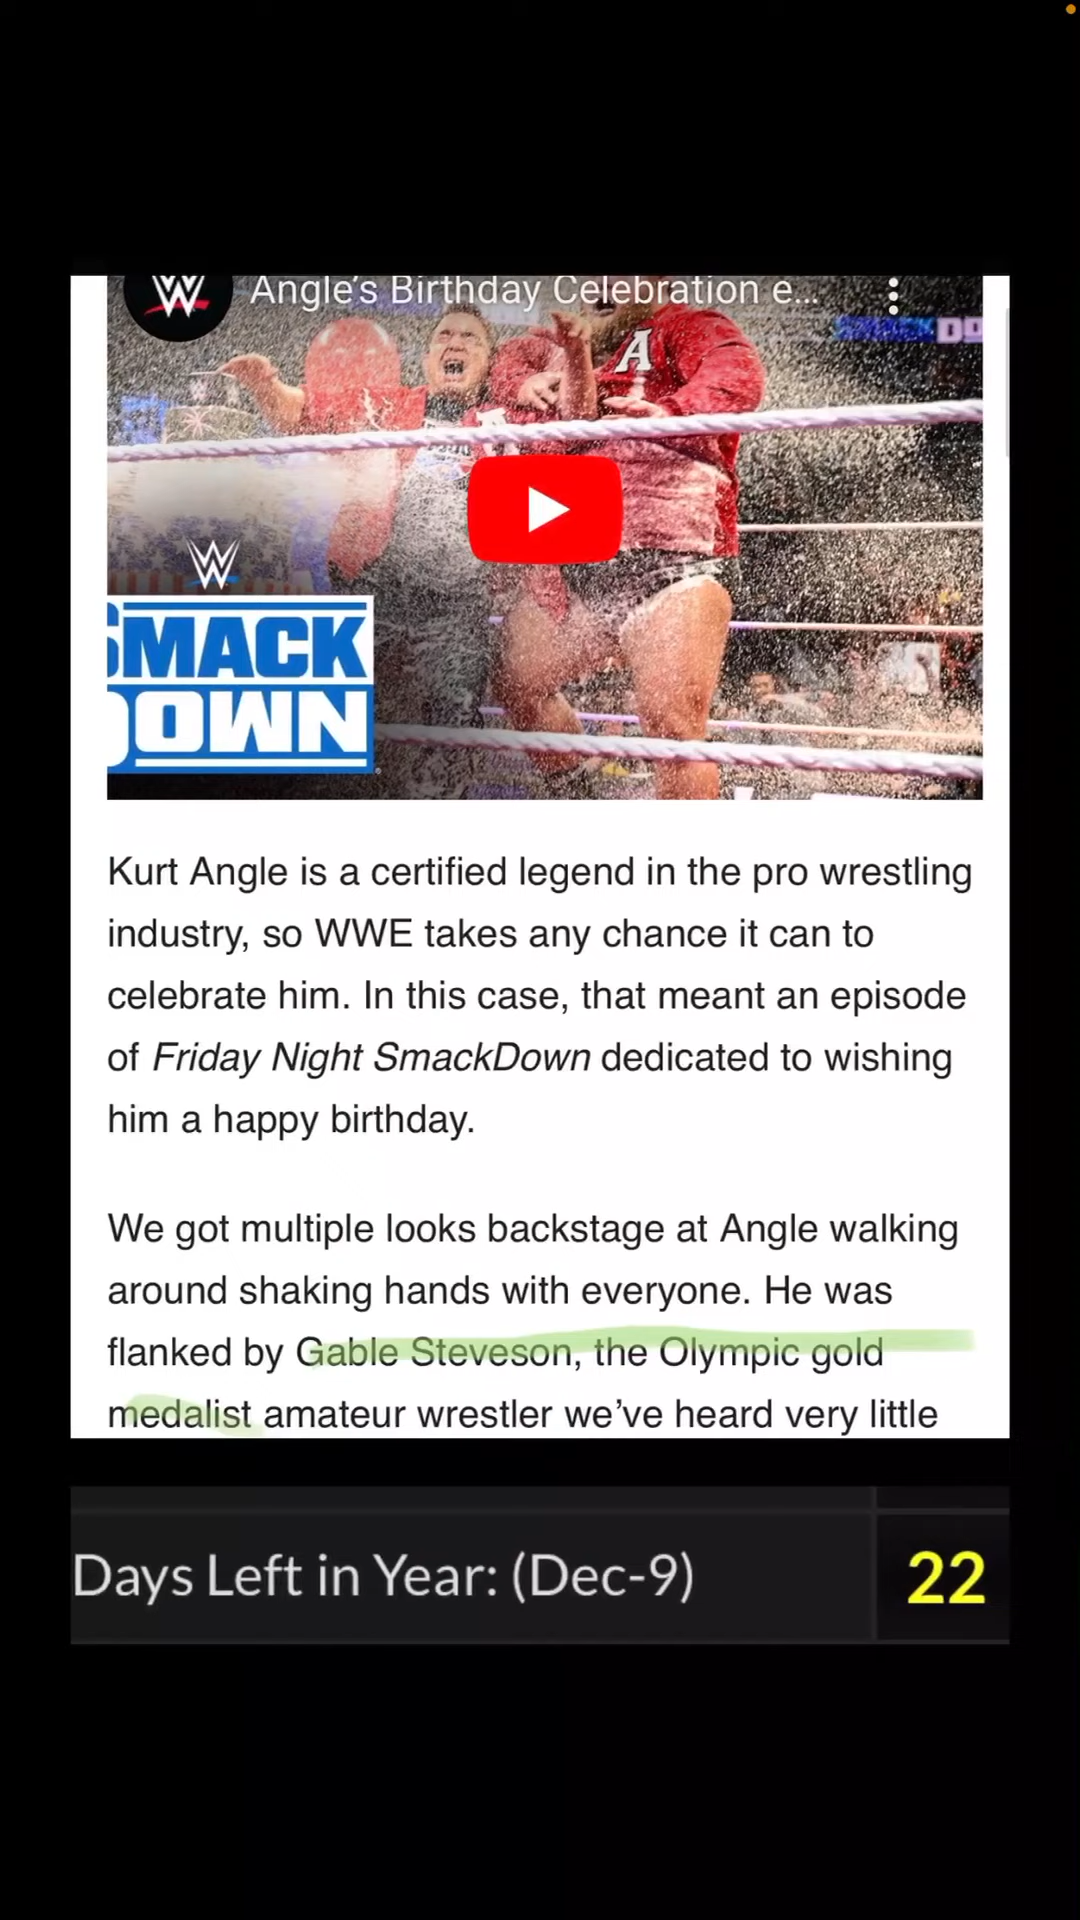 Angle’s Birthday Celebration e...
A
SMACKDO
W
SMACK
DOWN
Kurt Angle is a certified legend in the pro wrestling
industry, so WWE takes any chance it can to
celebrate him. In this case, that meant an episode
of Friday Night SmackDown dedicated to wishing
him a happy birthday.
We got multiple looks backstage at Angle walking
around shaking hands with everyone. He was
flanked by Gable Steveson, the Olympic gold
medalist amateur wrestler we’ve heard very little
Days Left in Year: (Dec-9)
22